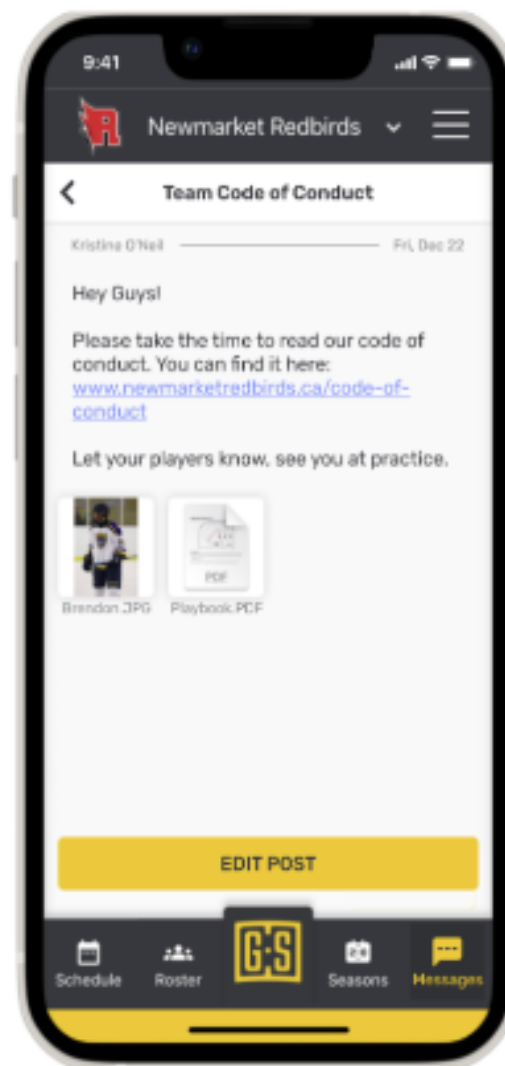 9:41
Newmarket Redbirds
Team Code of Conduct
Kristina O'Neil
Fri, Dec 22
Hey Guys!
Please take the time to read our code of
conduct. You can find it here:
www.newmarketredbirds.ca/code-of-
conduct
Let your players know, see you at practice.
PDF
Brendon.JPG Playbook.PDF
EDIT POST
G:S
Schedule Roster Seasons Messages